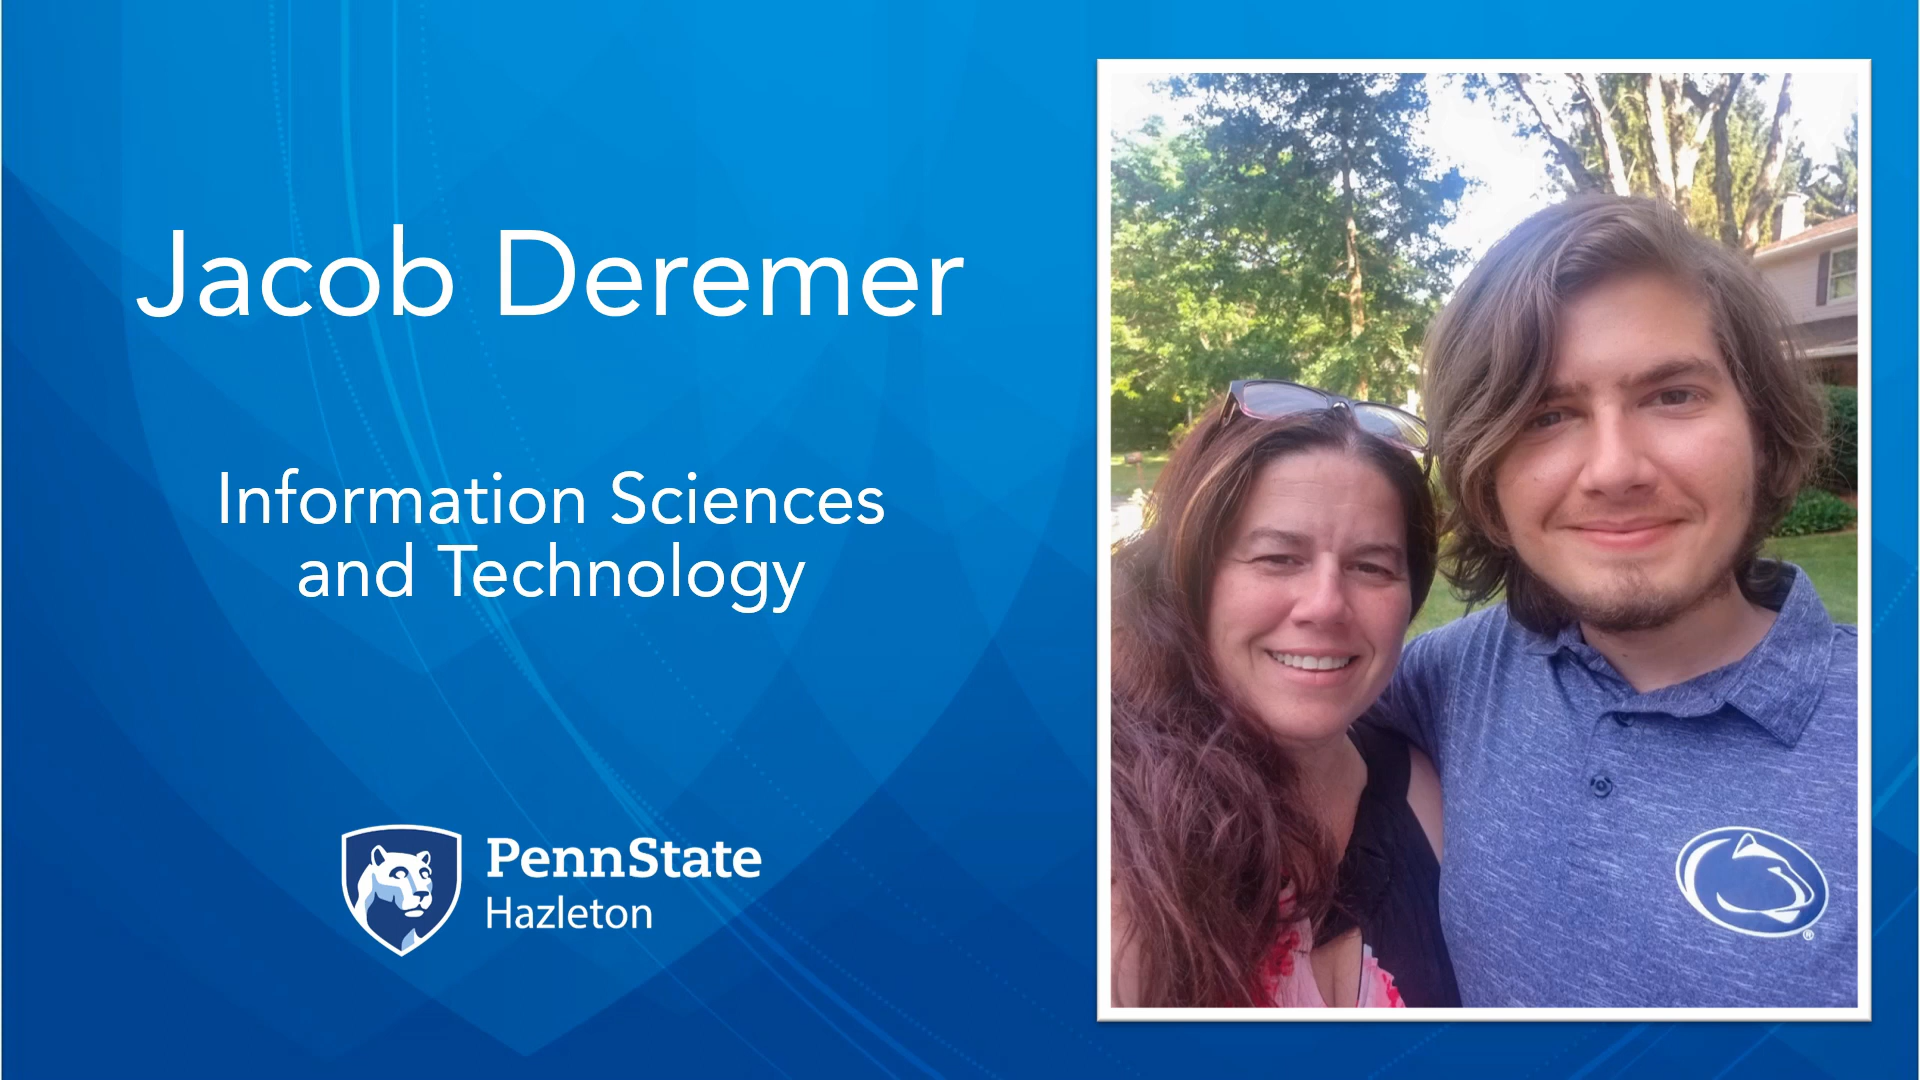 Jacob Deremer
Information Sciences
and Technology
PennState
Hazleton
®